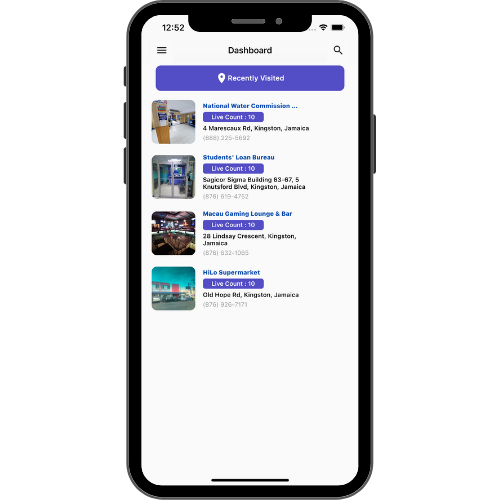 12:52
Dashboard
Recently Visited
National Water Commission ...
Live Count : 10
4 Marescaux Rd, Kingston, Jamaica
(888) 225-5692
Students' Loan Bureau
Live Count : 10
Sagicor Sigma Building 63-67, 5
Knutsford Blvd, Kingston, Jamaica
(876) 619-4752
Macau Gaming Lounge & Bar
Live Count : 10
28 Lindsay Crescent, Kingston,
Jamaica
(876) 632-1055
HiLo Supermarket
Live Count : 10
Old Hope Rd, Kingston, Jamaica
(876) 926-7171